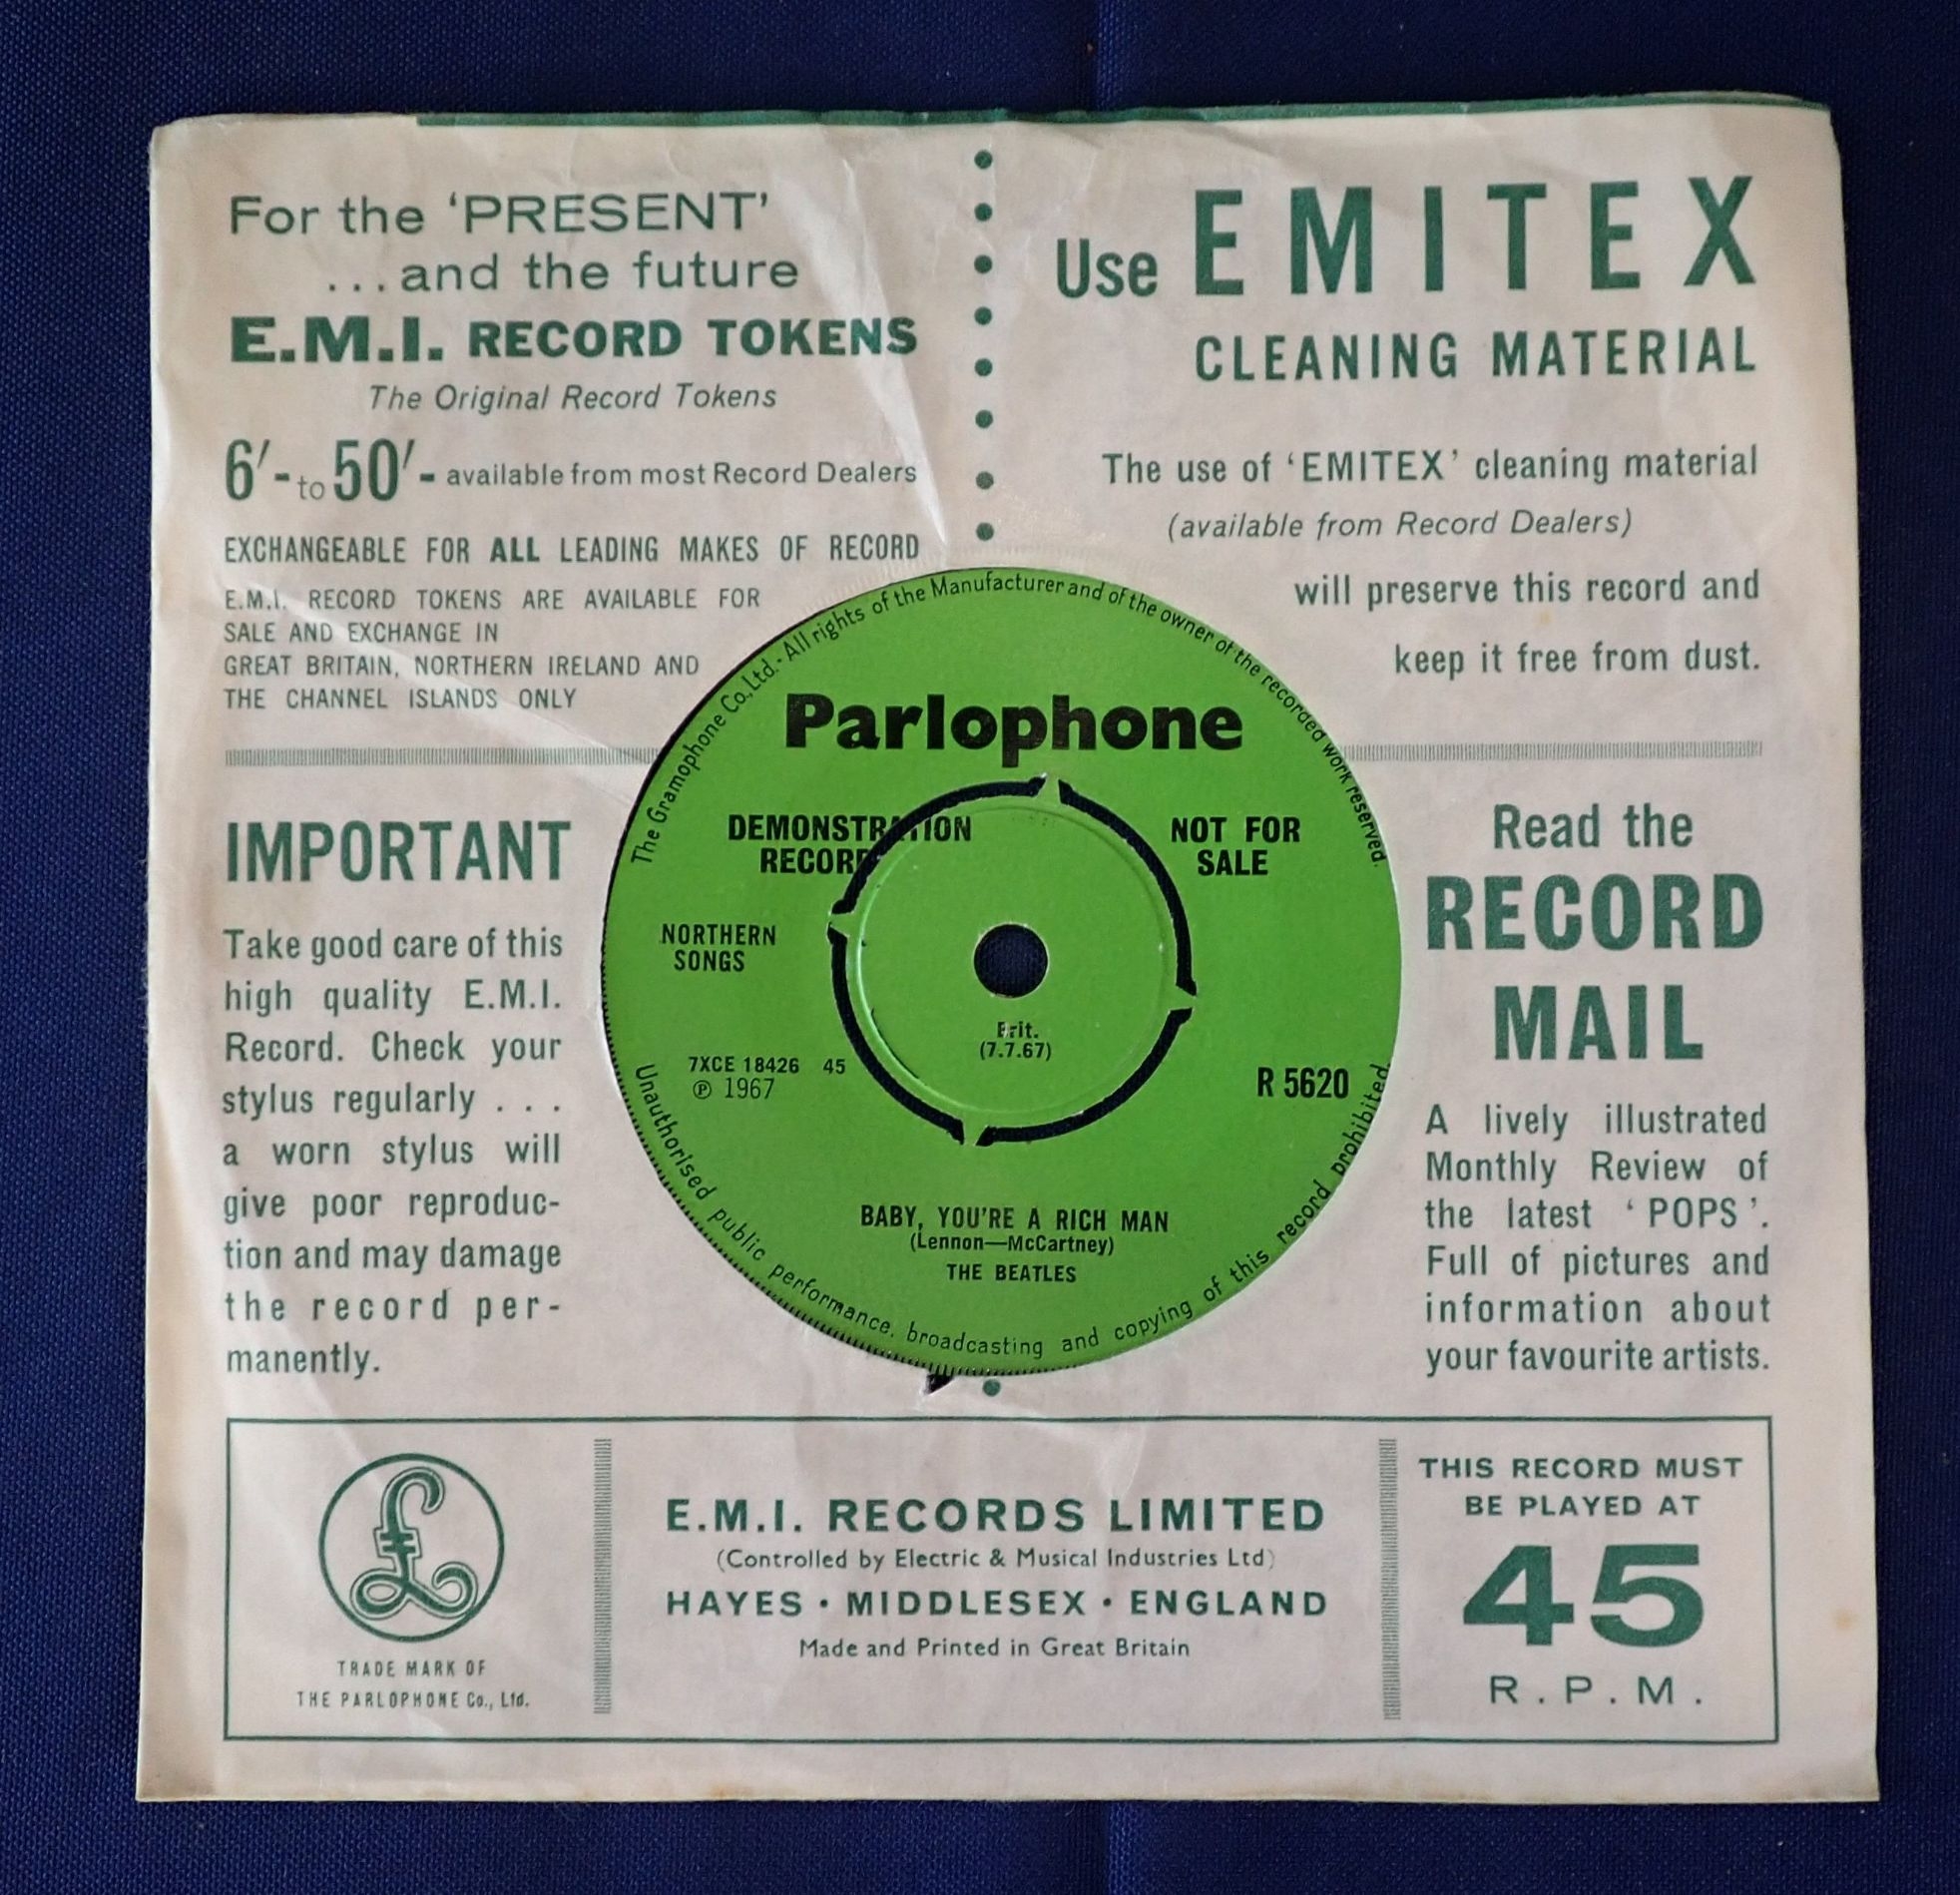 For the ‘PRESENT’
...and the future
E.M.I. RECORD TOKENS
The Original Record Tokens
6/- to 50/- available from most Record Dealers
EXCHANGEABLE FOR ALL LEADING MAKES OF RECORD
E.M.I. RECORD TOKENS ARE AVAILABLE FOR
SALE AND EXCHANGE IN
GREAT BRITAIN, NORTHERN IRELAND AND
THE CHANNEL ISLANDS ONLY
Use EMITEX
CLEANING MATERIAL
The use of ‘EMITEX’ cleaning material
(available from Record Dealers)
will preserve this record and
keep it free from dust.
IMPORTANT
Take good care of this
high quality E.M.I.
Record. Check your
stylus regularly . . .
a worn stylus will
give poor reproduc-
tion and may damage
the record per-
manently.
The Gramophone Co., Ltd. - All rights of the Manufacturer and of the owner of the recorded work reserved.
Parlophone
DEMONSTRATION
RECORD
NOT FOR
SALE
NORTHERN
SONGS
Brit.
(7.7.67)
7XCE 18426 45
℗ 1967
R 5620
BABY, YOU'RE A RICH MAN
(Lennon—McCartney)
THE BEATLES
Unauthorised public performance, broadcasting and copying of this record prohibited.
Read the
RECORD
MAIL
A lively illustrated
Monthly Review of
the latest ‘POPS’.
Full of pictures and
information about
your favourite artists.
£
TRADE MARK OF
THE PARLOPHONE Co., Ltd.
E.M.I. RECORDS LIMITED
(Controlled by Electric & Musical Industries Ltd)
HAYES · MIDDLESEX · ENGLAND
Made and Printed in Great Britain
THIS RECORD MUST
BE PLAYED AT
45
R.P.M.